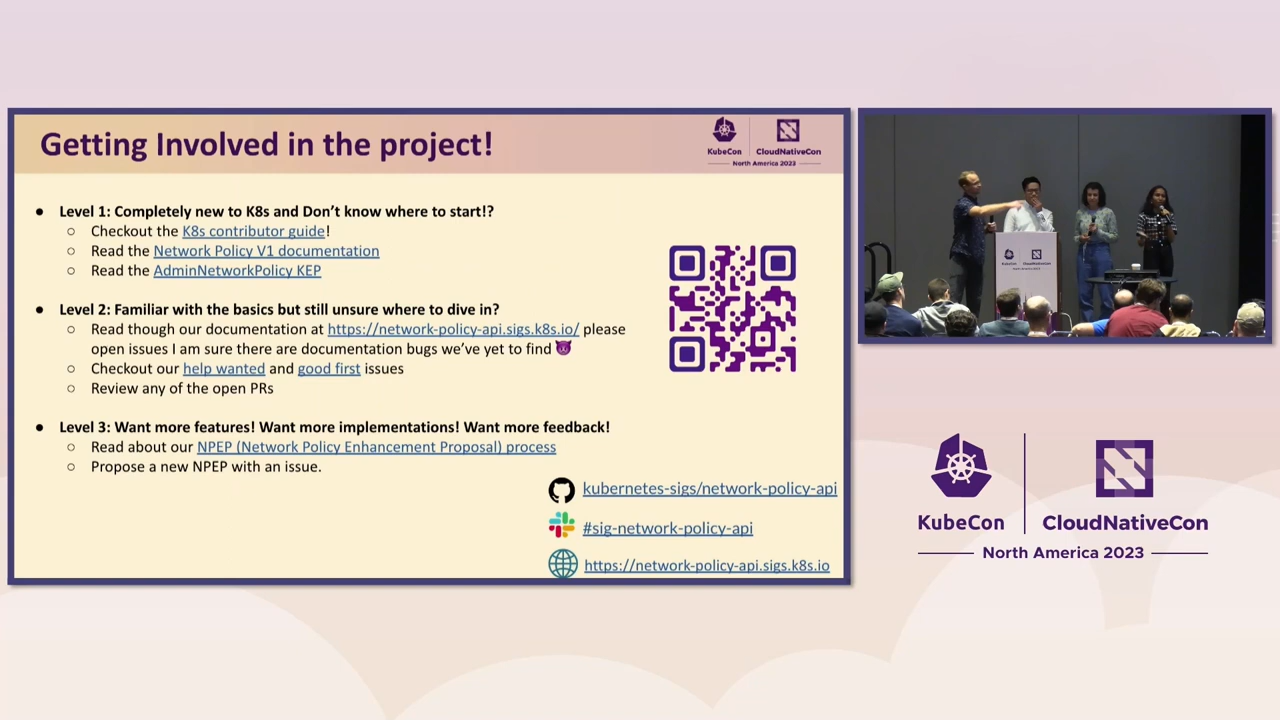 Getting Involved in the project!
KubeCon
CloudNativeCon
North America 2023
● Level 1: Completely new to K8s and Don't know where to start!?
○ Checkout the K8s contributor guide!
○ Read the Network Policy V1 documentation
○ Read the AdminNetworkPolicy KEP
● Level 2: Familiar with the basics but still unsure where to dive in?
○ Read though our documentation at https://network-policy-api.sigs.k8s.io/ please
open issues I am sure there are documentation bugs we've yet to find 😈
○ Checkout our help wanted and good first issues
○ Review any of the open PRs
● Level 3: Want more features! Want more implementations! Want more feedback!
○ Read about our NPEP (Network Policy Enhancement Proposal) process
○ Propose a new NPEP with an issue.
kubernetes-sigs/network-policy-api
#sig-network-policy-api
https://network-policy-api.sigs.k8s.io
KubeCon
CloudNativeCon
KubeCon
CloudNativeCon
North America 2023